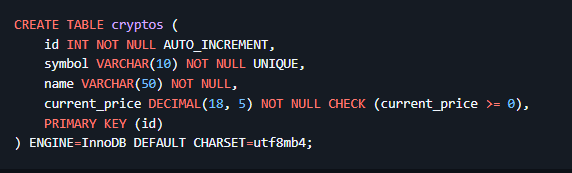 CREATE TABLE cryptos (
    id INT NOT NULL AUTO_INCREMENT,
    symbol VARCHAR(10) NOT NULL UNIQUE,
    name VARCHAR(50) NOT NULL,
    current_price DECIMAL(18, 5) NOT NULL CHECK (current_price >= 0),
    PRIMARY KEY (id)
) ENGINE=InnoDB DEFAULT CHARSET=utf8mb4;